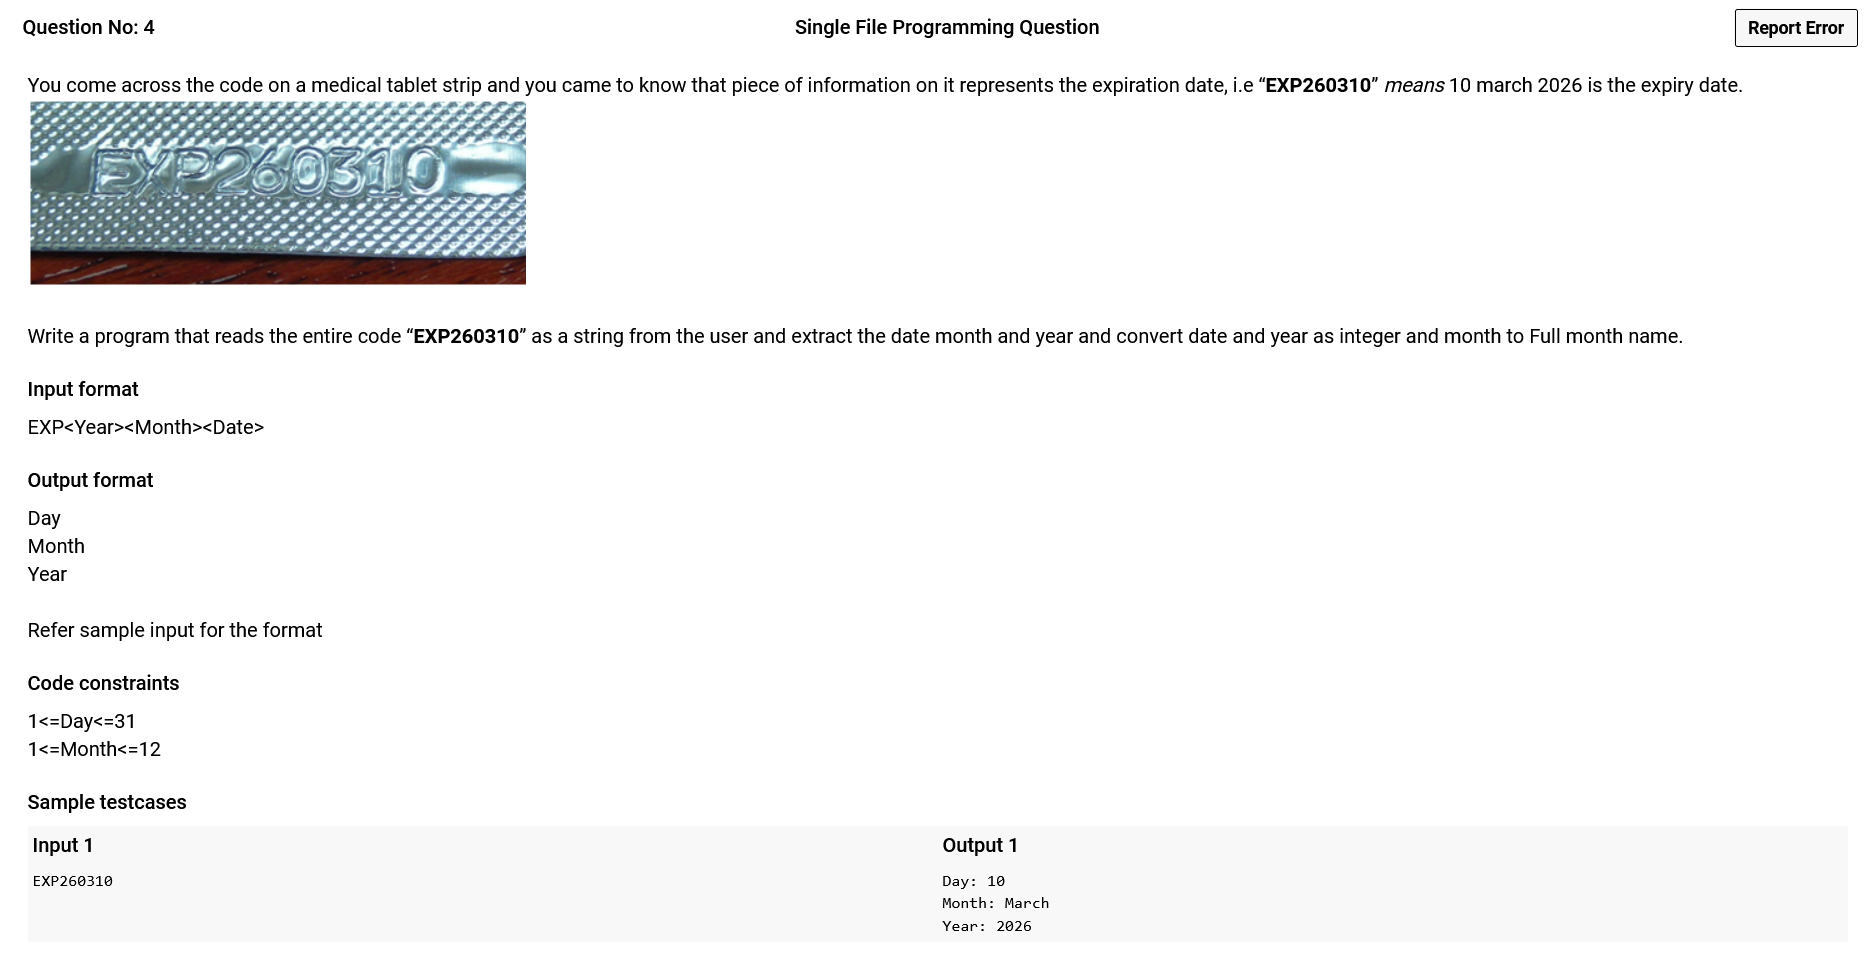 Question No: 4
Single File Programming Question
Report Error
You come across the code on a medical tablet strip and you came to know that piece of information on it represents the expiration date, i.e “EXP260310” means 10 march 2026 is the expiry date.
EXP260310
Write a program that reads the entire code “EXP260310” as a string from the user and extract the date month and year and convert date and year as integer and month to Full month name.
Input format
EXP<Year><Month><Date>
Output format
Day
Month
Year
Refer sample input for the format
Code constraints
1<=Day<=31
1<=Month<=12
Sample testcases
Input 1
EXP260310
Output 1
Day: 10
Month: March
Year: 2026